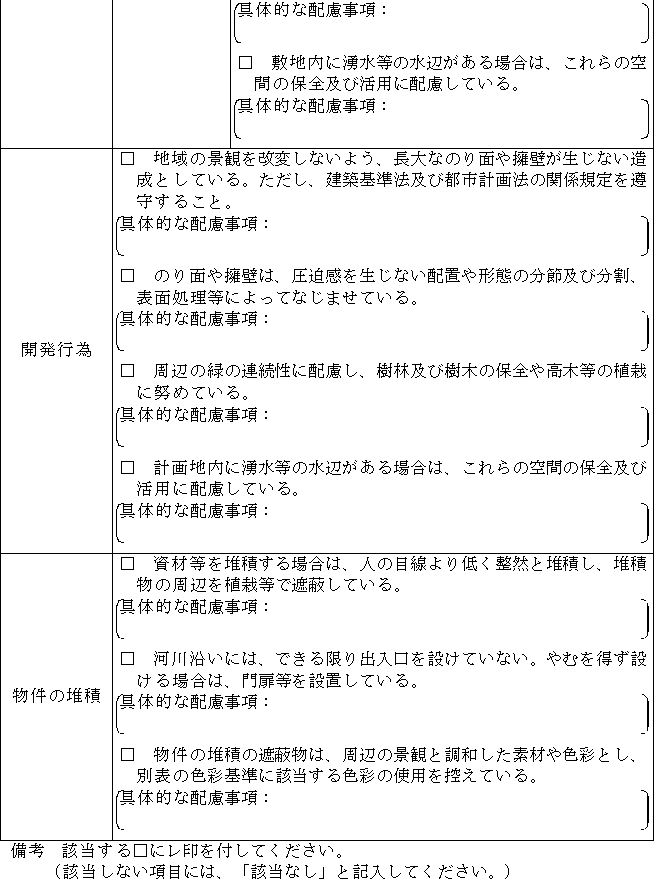 具体的な配慮事項：
□　敷地内に湧水等の水辺がある場合は、これらの空
間の保全及び活用に配慮している。
具体的な配慮事項：
□　地域の景観を改変しないよう、長大なのり面や擁壁が生じない造
成としている。ただし、建築基準法及び都市計画法の関係規定を遵
守すること。
具体的な配慮事項：
□　のり面や擁壁は、圧迫感を生じない配置や形態の分節及び分割、
表面処理等によってなじませている。
具体的な配慮事項：
開発行為
□　周辺の緑の連続性に配慮し、樹林及び樹木の保全や高木等の植栽
に努めている。
具体的な配慮事項：
□　計画地内に湧水等の水辺がある場合は、これらの空間の保全及び
活用に配慮している。
具体的な配慮事項：
□　資材等を堆積する場合は、人の目線より低く整然と堆積し、堆積
物の周辺を植栽等で遮蔽している。
具体的な配慮事項：
□　河川沿いには、できる限り出入口を設けていない。やむを得ず設
ける場合は、門扉等を設置している。
物件の堆積
具体的な配慮事項：
□　物件の堆積の遮蔽物は、周辺の景観と調和した素材や色彩とし、
別表の色彩基準に該当する色彩の使用を控えている。
具体的な配慮事項：
備考　該当する□にレ印を付してください。
（該当しない項目には、「該当なし」と記入してください。）